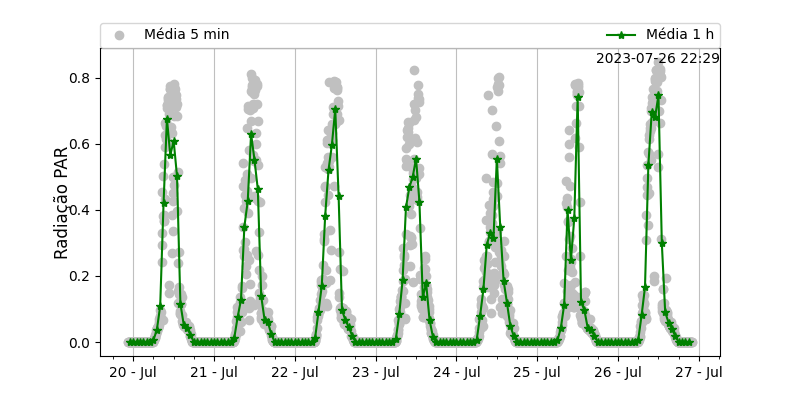 Média 5 min
Média 1 h
2023-07-26 22:29
Radiação PAR
0.8
0.6
0.4
0.2
0.0
20 - Jul
21 - Jul
22 - Jul
23 - Jul
24 - Jul
25 - Jul
26 - Jul
27 - Jul